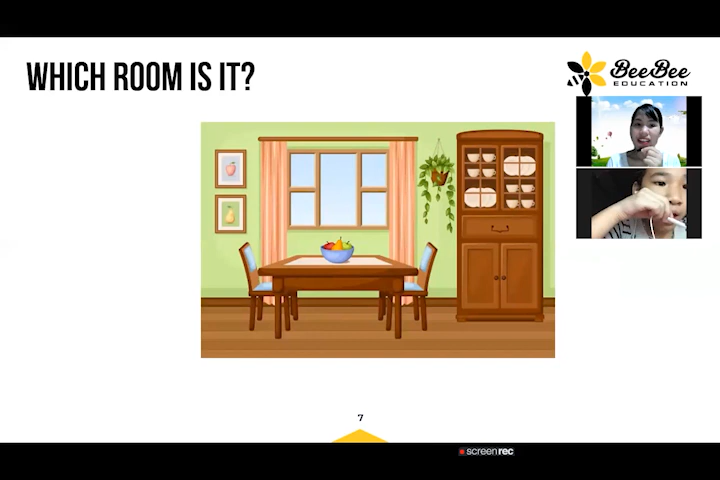 WHICH ROOM IS IT?
BeeBee
EDUCATION
7
screenrec